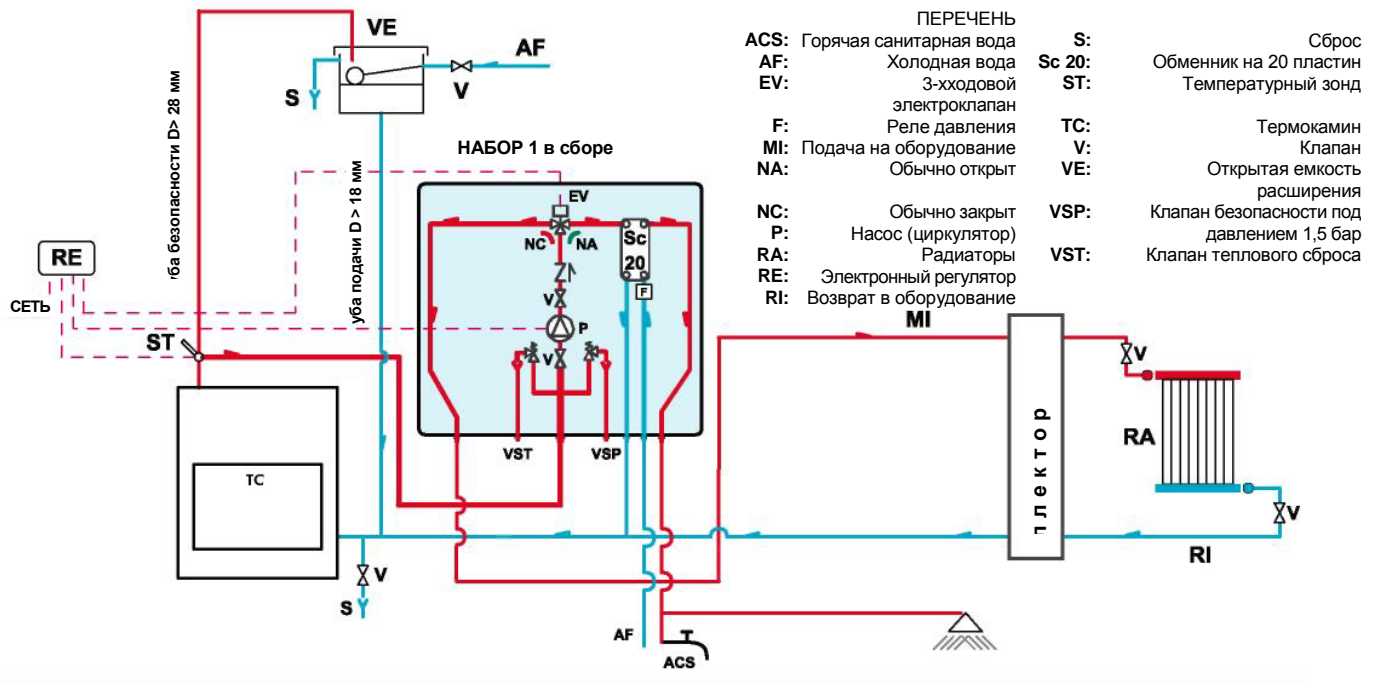 ПЕРЕЧЕНЬ
ACS: Горячая санитарная вода
AF: Холодная вода
EV: 3-хходовой
электроклапан
F: Реле давления
MI: Подача на оборудование
NA: Обычно открыт
NC: Обычно закрыт
P: Насос (циркулятор)
RA: Радиаторы
RE: Электронный регулятор
RI: Возврат в оборудование
S: Сброс
Sc 20: Обменник на 20 пластин
ST: Температурный зонд
TC: Термокамин
V: Клапан
VE: Открытая емкость
расширения
VSP: Клапан безопасности под
давлением 1,5 бар
VST: Клапан теплового сброса
VE
AF
S
V
уба безопасности D> 28 мм
уба подачи D > 18 мм
НАБОР 1 в сборе
EV
NC
NA
Sc
20
F
V
P
V
VST
VSP
RE
СЕТЬ
ST
TC
V
S
MI
плектор
V
RA
V
RI
AF
T
ACS